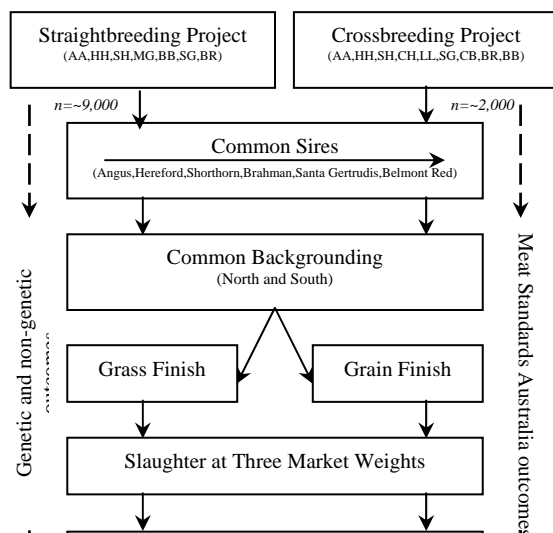 Straightbreeding Project
(AA,HH,SH,MG,BB,SG,BR)
Crossbreeding Project
(AA,HH,SH,CH,LL,SG,CB,BR,BB)
n=~9,000
n=~2,000
Common Sires
(Angus,Hereford,Shorthorn,Brahman,Santa Gertrudis,Belmont Red)
Common Backgrounding
(North and South)
Grass Finish
Grain Finish
Slaughter at Three Market Weights
Genetic and non-genetic
outcomes
Meat Standards Australia outcomes